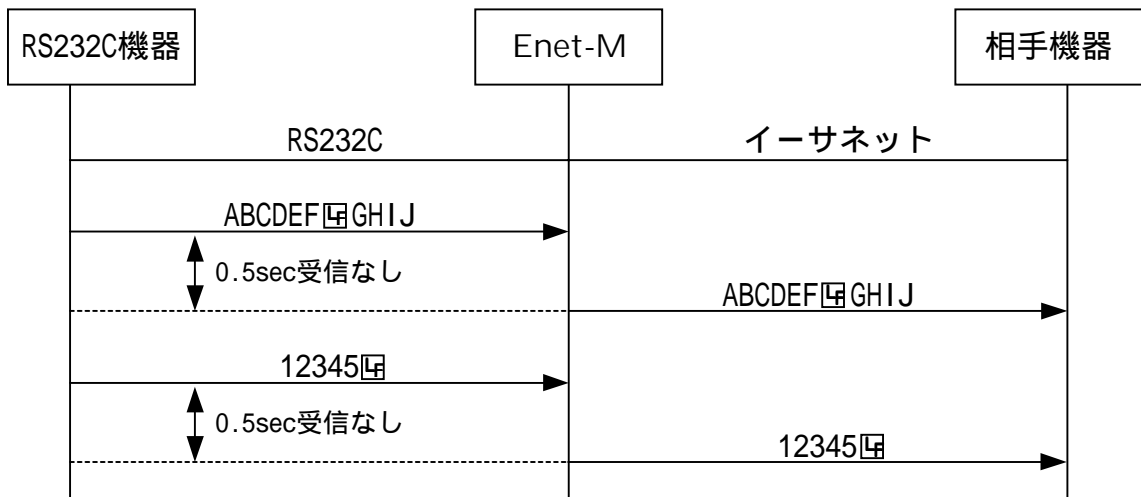 RS232C機器
Enet-M
相手機器
RS232C
イーサネット
ABCDEF␊GHIJ
0.5sec受信なし
ABCDEF␊GHIJ
12345␊
0.5sec受信なし
12345␊